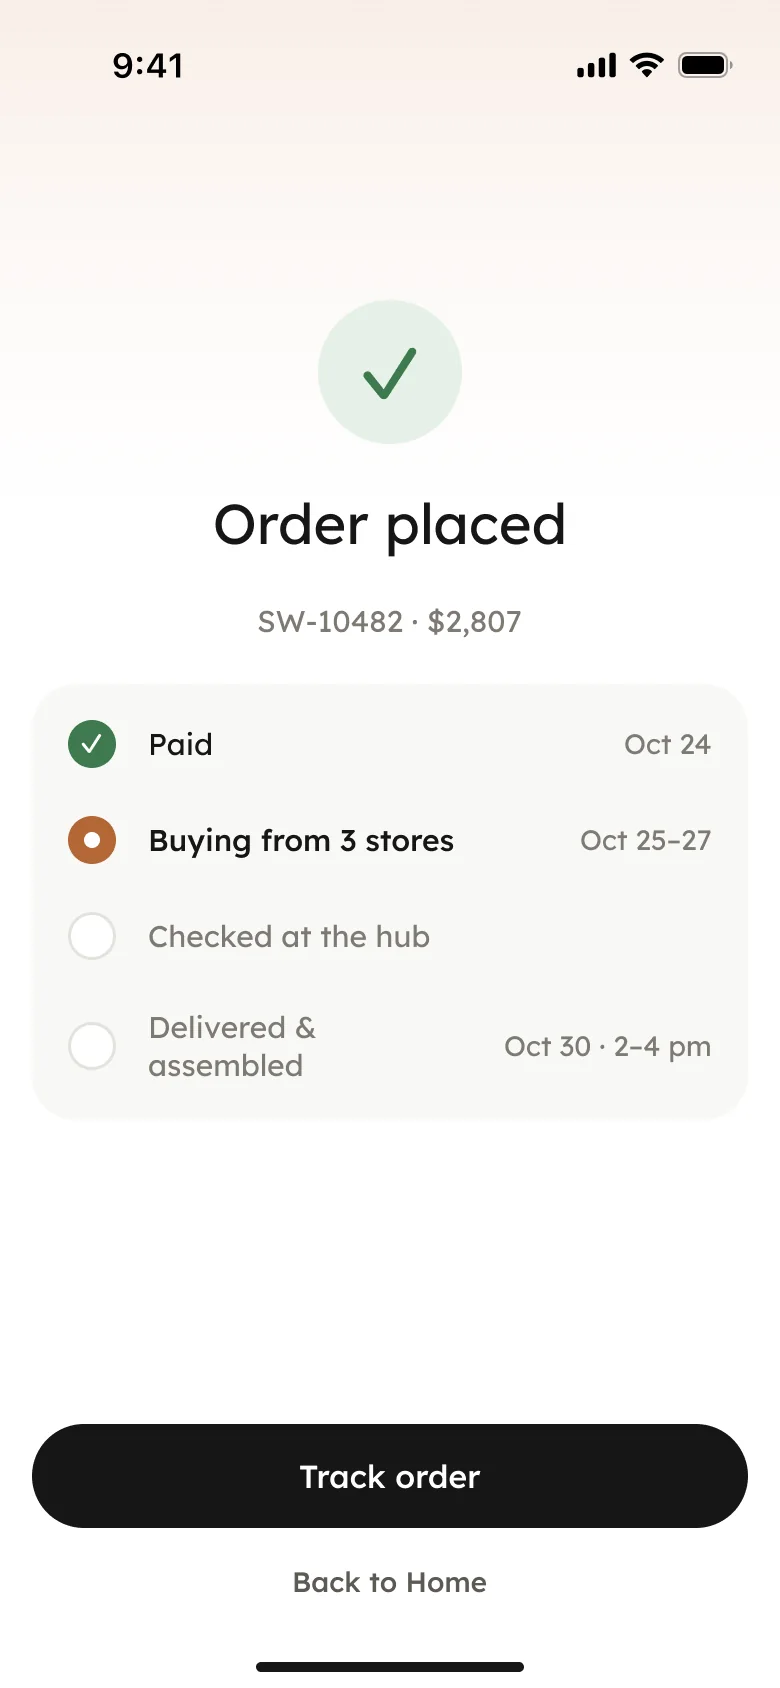 9:41
Order placed
SW-10482 · $2,807
Paid Oct 24
Buying from 3 stores Oct 25–27
Checked at the hub
Delivered &
assembled
Oct 30 · 2–4 pm
Track order
Back to Home